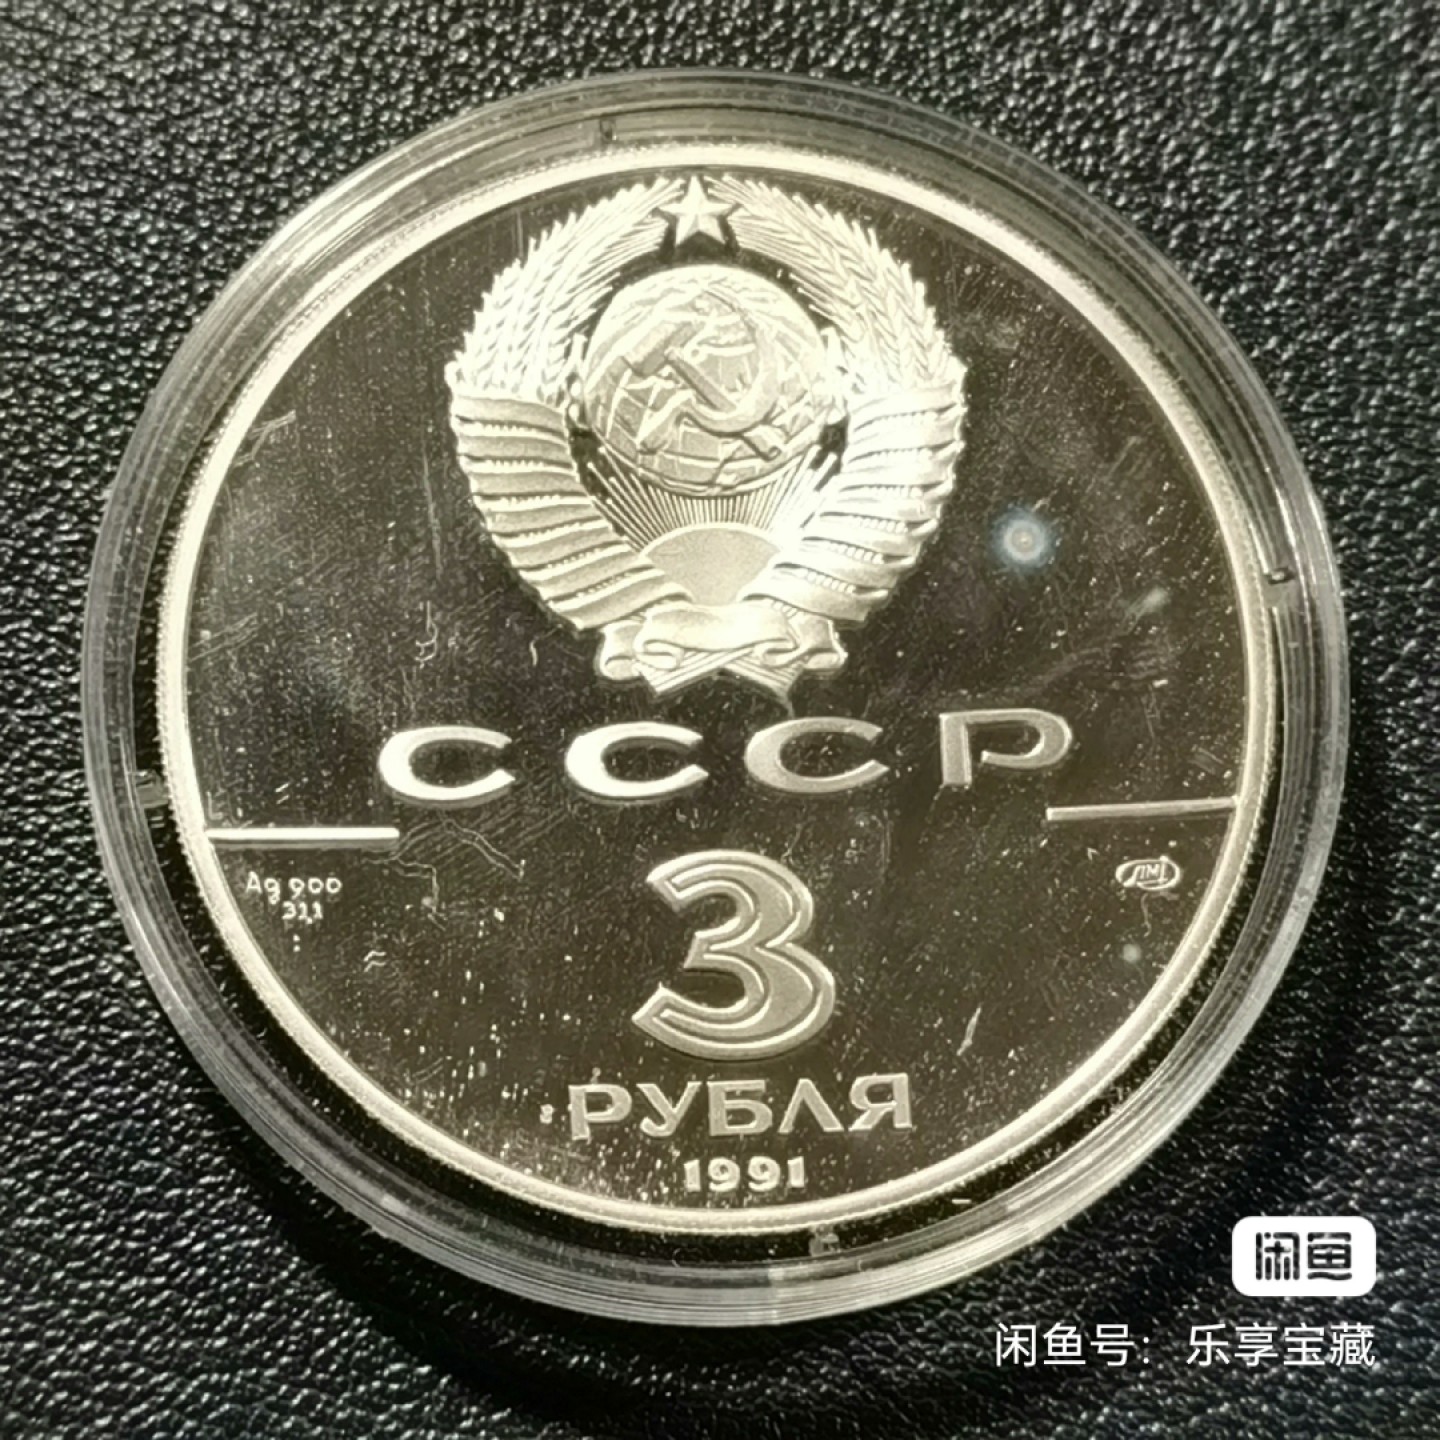 СССР
Ag 900
31,1
ЛМД
3
РУБЛЯ
1991
闲鱼
闲鱼号：乐享宝藏